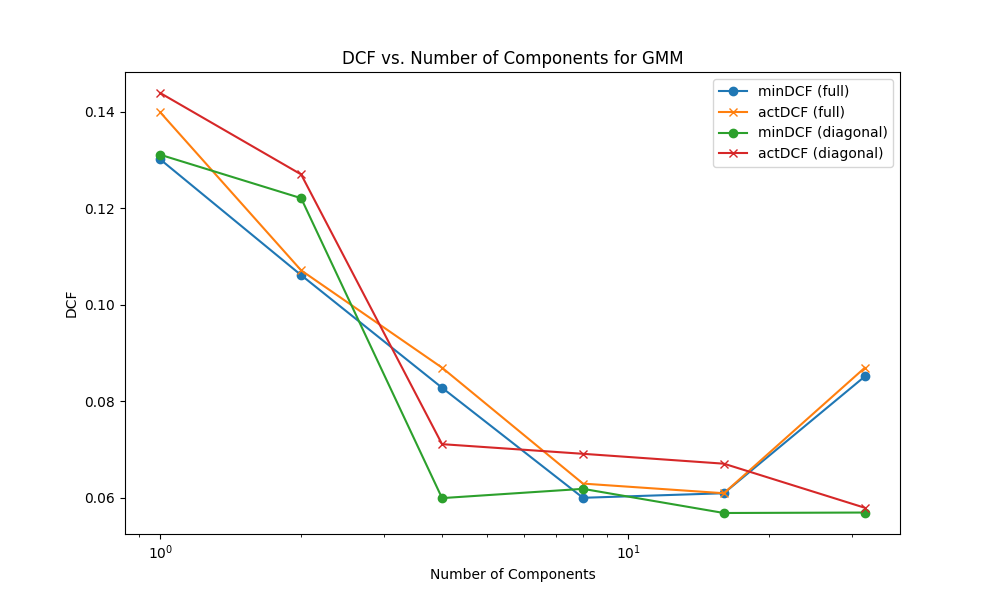 DCF vs. Number of Components for GMM
minDCF (full)
actDCF (full)
minDCF (diagonal)
actDCF (diagonal)
0.14
0.12
0.10
0.08
0.06
DCF
10⁰
10¹
Number of Components